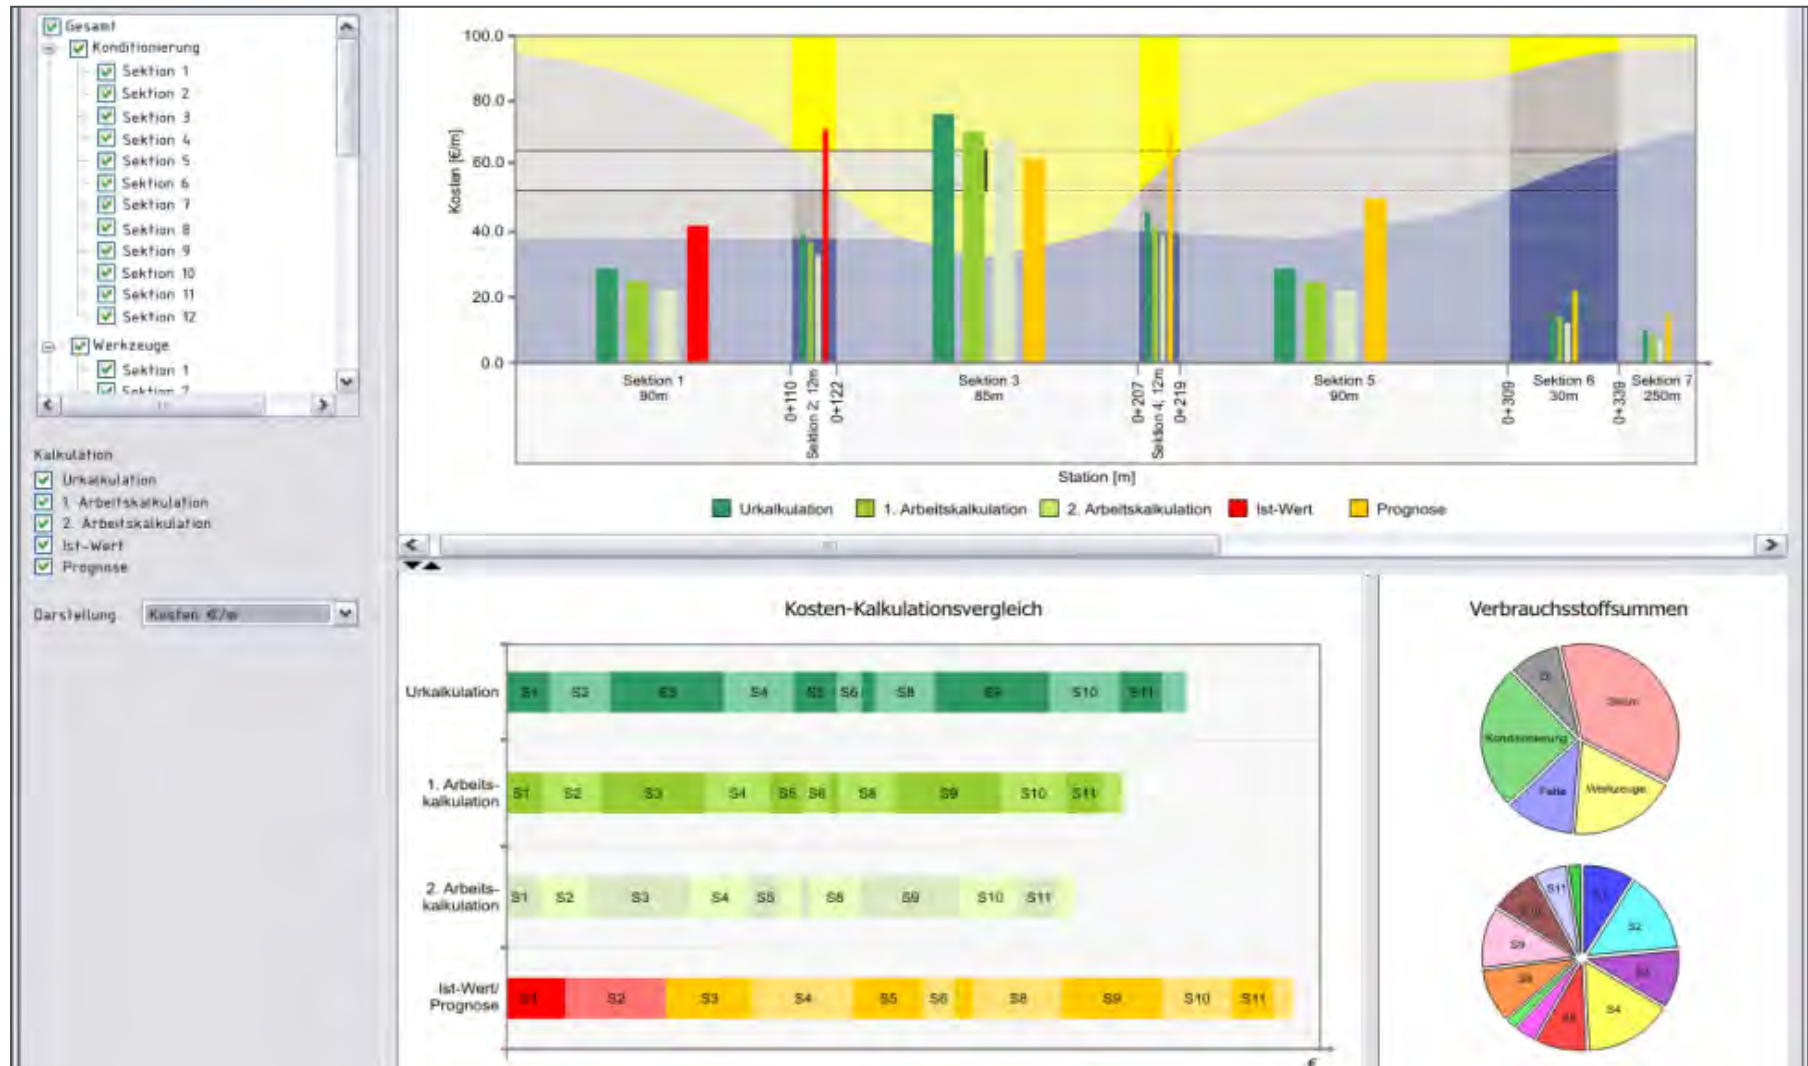 Gesamt
Konditionierung
Sektion 1
Sektion 2
Sektion 3
Sektion 4
Sektion 5
Sektion 6
Sektion 7
Sektion 8
Sektion 9
Sektion 10
Sektion 11
Sektion 12
Werkzeuge
Sektion 1
Sektion 2
Kalkulation
Urkalkulation
1. Arbeitskalkulation
2. Arbeitskalkulation
Ist-Wert
Prognose
Darstellung Kosten €/m
Kosten [€/m]
100.0
80.0
60.0
40.0
20.0
0.0
Sektion 1
90m
0+110
Sektion 2; 12m
0+122
Sektion 3
85m
0+207
Sektion 4; 12m
0+219
Sektion 5
90m
0+309
Sektion 6
30m
0+339
Sektion 7
250m
Station [m]
Urkalkulation 1. Arbeitskalkulation 2. Arbeitskalkulation Ist-Wert Prognose
Kosten-Kalkulationsvergleich
Urkalkulation S1 S2 S3 S4 S5 S6 S8 S9 S10 S11
1. Arbeits-
kalkulation
S1 S2 S3 S4 S5 S6 S8 S9 S10 S11
2. Arbeits-
kalkulation
S1 S2 S3 S4 S5 S8 S9 S10 S11
Ist-Wert/
Prognose
S1 S2 S3 S4 S5 S6 S8 S9 S10 S11
€
Verbrauchsstoffsummen
Strom
Konditionierung
Fette
Werkzeuge
S11
S1
S2
S9
S3
S8
S5
S4